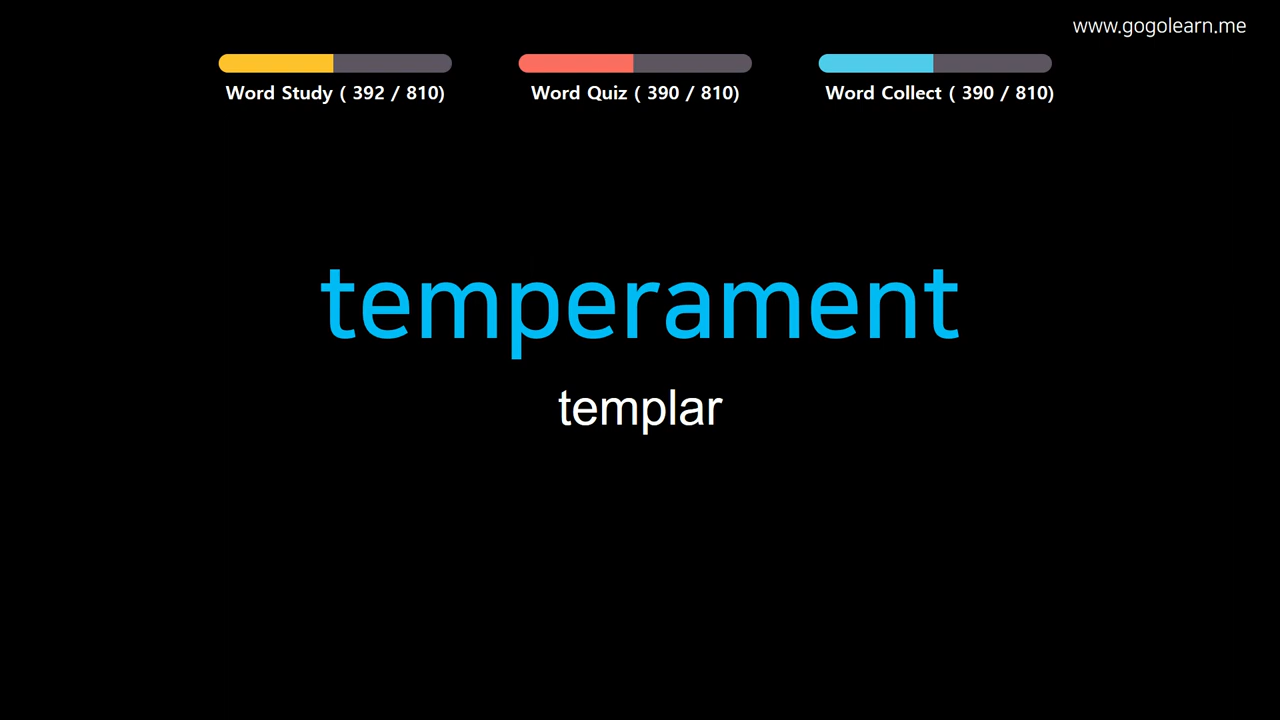 www.gogolearn.me
Word Study ( 392 / 810)
Word Quiz ( 390 / 810)
Word Collect ( 390 / 810)
temperament
templar